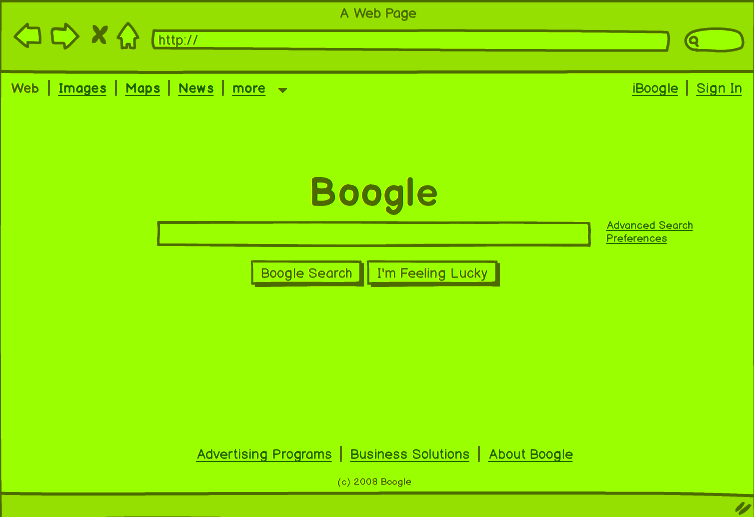 A Web Page
http://
Web | Images | Maps | News | more
iBoogle | Sign In
Boogle
Advanced Search
Preferences
Boogle Search
I'm Feeling Lucky
Advertising Programs | Business Solutions | About Boogle
(c) 2008 Boogle